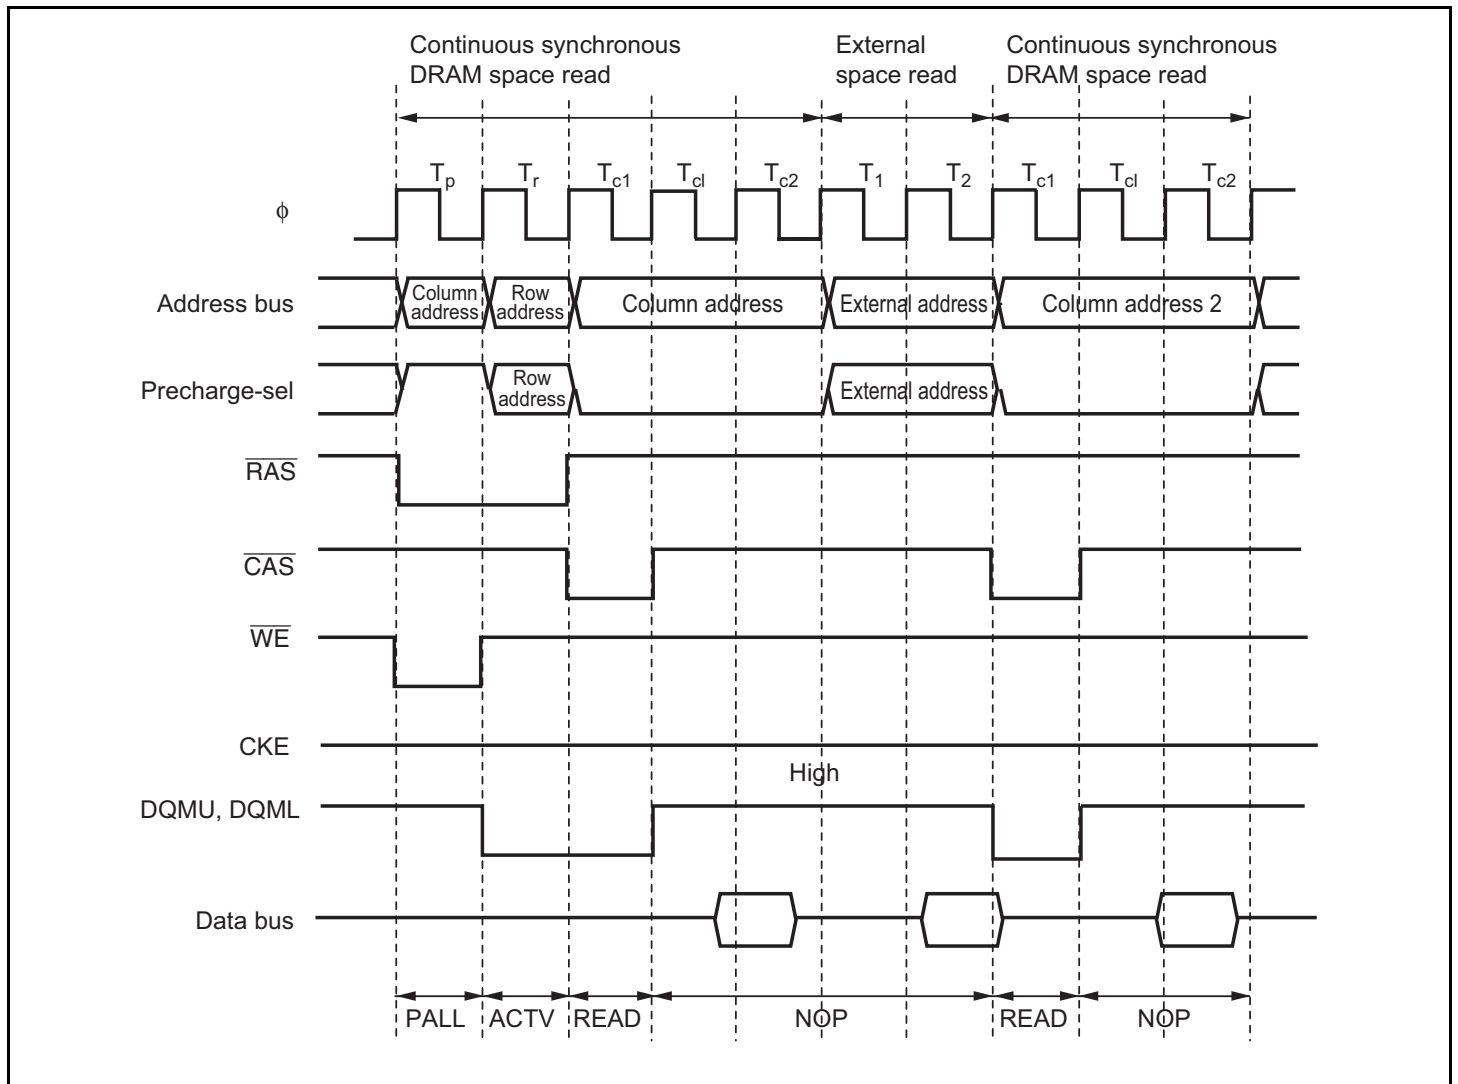 Continuous synchronous
DRAM space read
External
space read
Continuous synchronous
DRAM space read
Tp Tr Tc1 Tcl Tc2 T1 T2 Tc1 Tcl Tc2
ϕ
Address bus
Column
address
Row
address
Column address
External address
Column address 2
Precharge-sel
Row
address
External address
RAS
CAS
WE
CKE
High
DQMU, DQML
Data bus
PALL ACTV READ NOP READ NOP